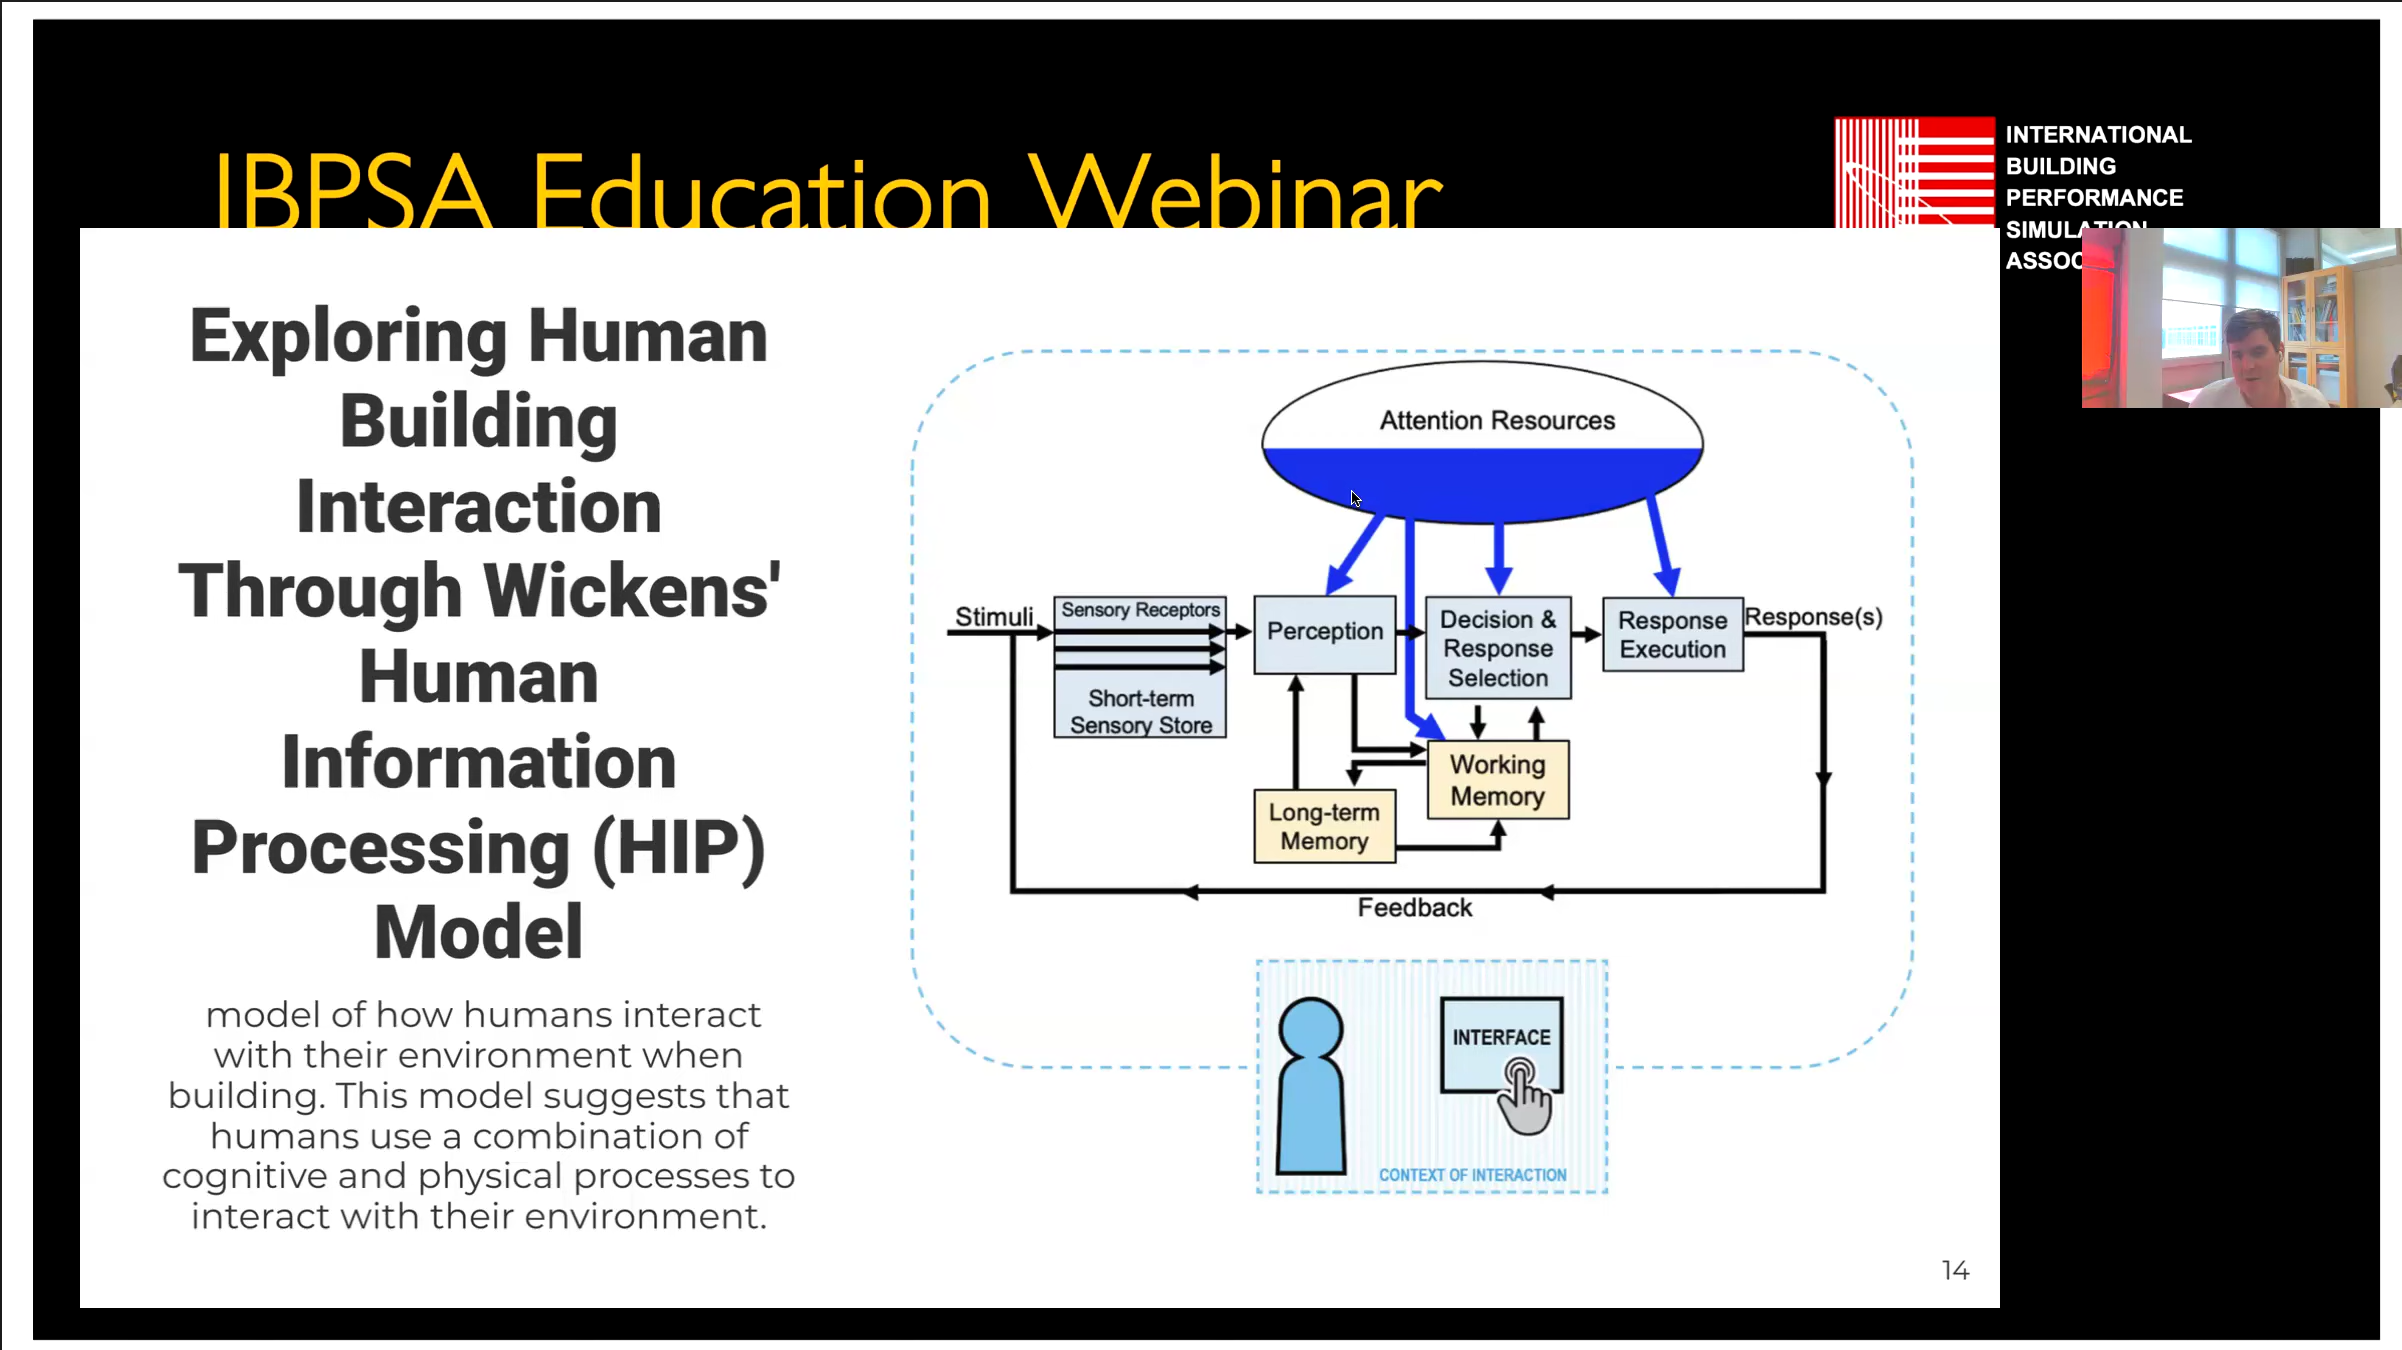 IBPSA Education Webinar
INTERNATIONAL
BUILDING
PERFORMANCE
SIMULATION
ASSOC
Exploring Human
Building
Interaction
Through Wickens'
Human
Information
Processing (HIP)
Model
model of how humans interact
with their environment when
building. This model suggests that
humans use a combination of
cognitive and physical processes to
interact with their environment.
Attention Resources
Stimuli
Sensory Receptors
Short-term
Sensory Store
Perception
Decision &
Response
Selection
Response
Execution
Response(s)
Working
Memory
Long-term
Memory
Feedback
INTERFACE
CONTEXT OF INTERACTION
14